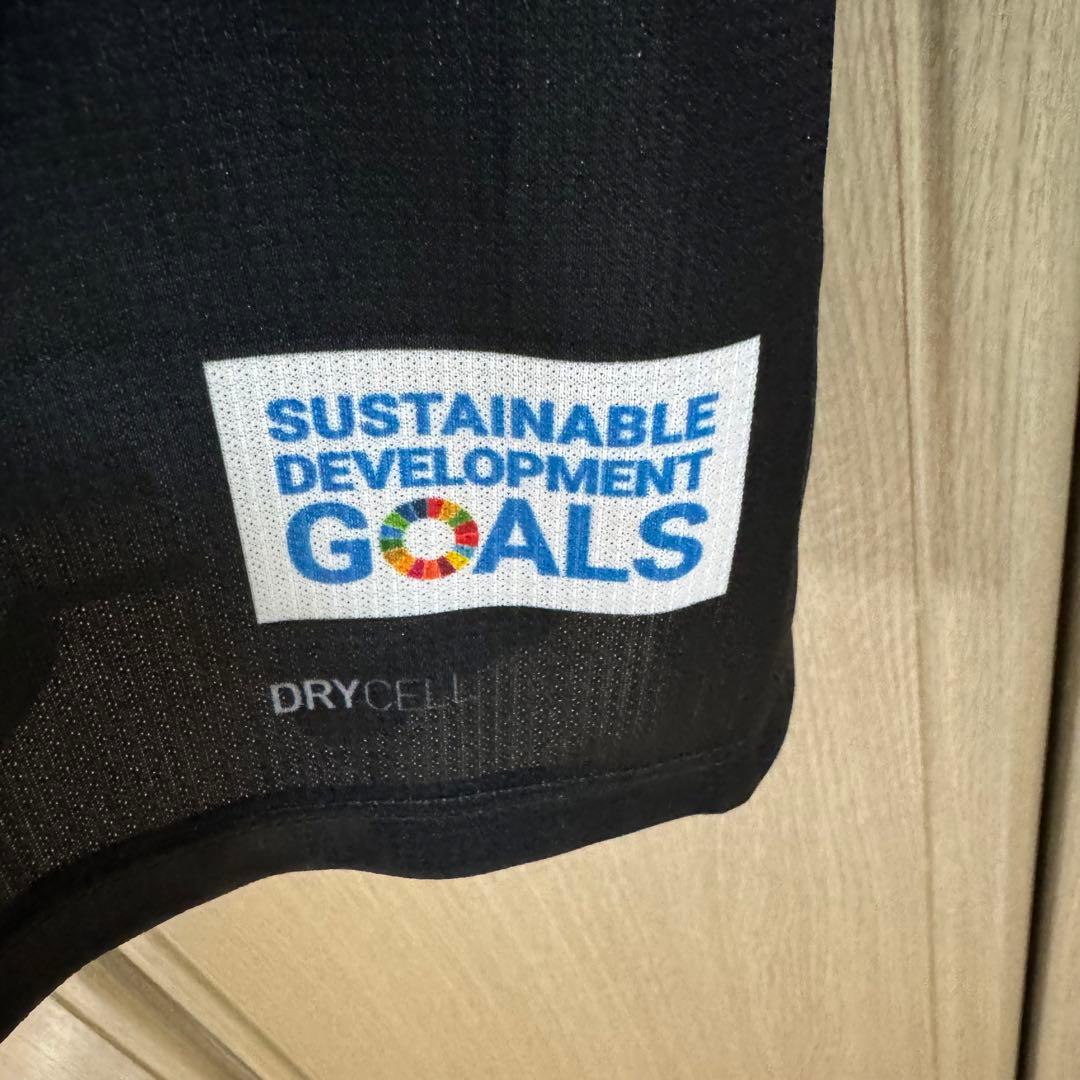 SUSTAINABLE
DEVELOPMENT
GOALS
DRYCELL